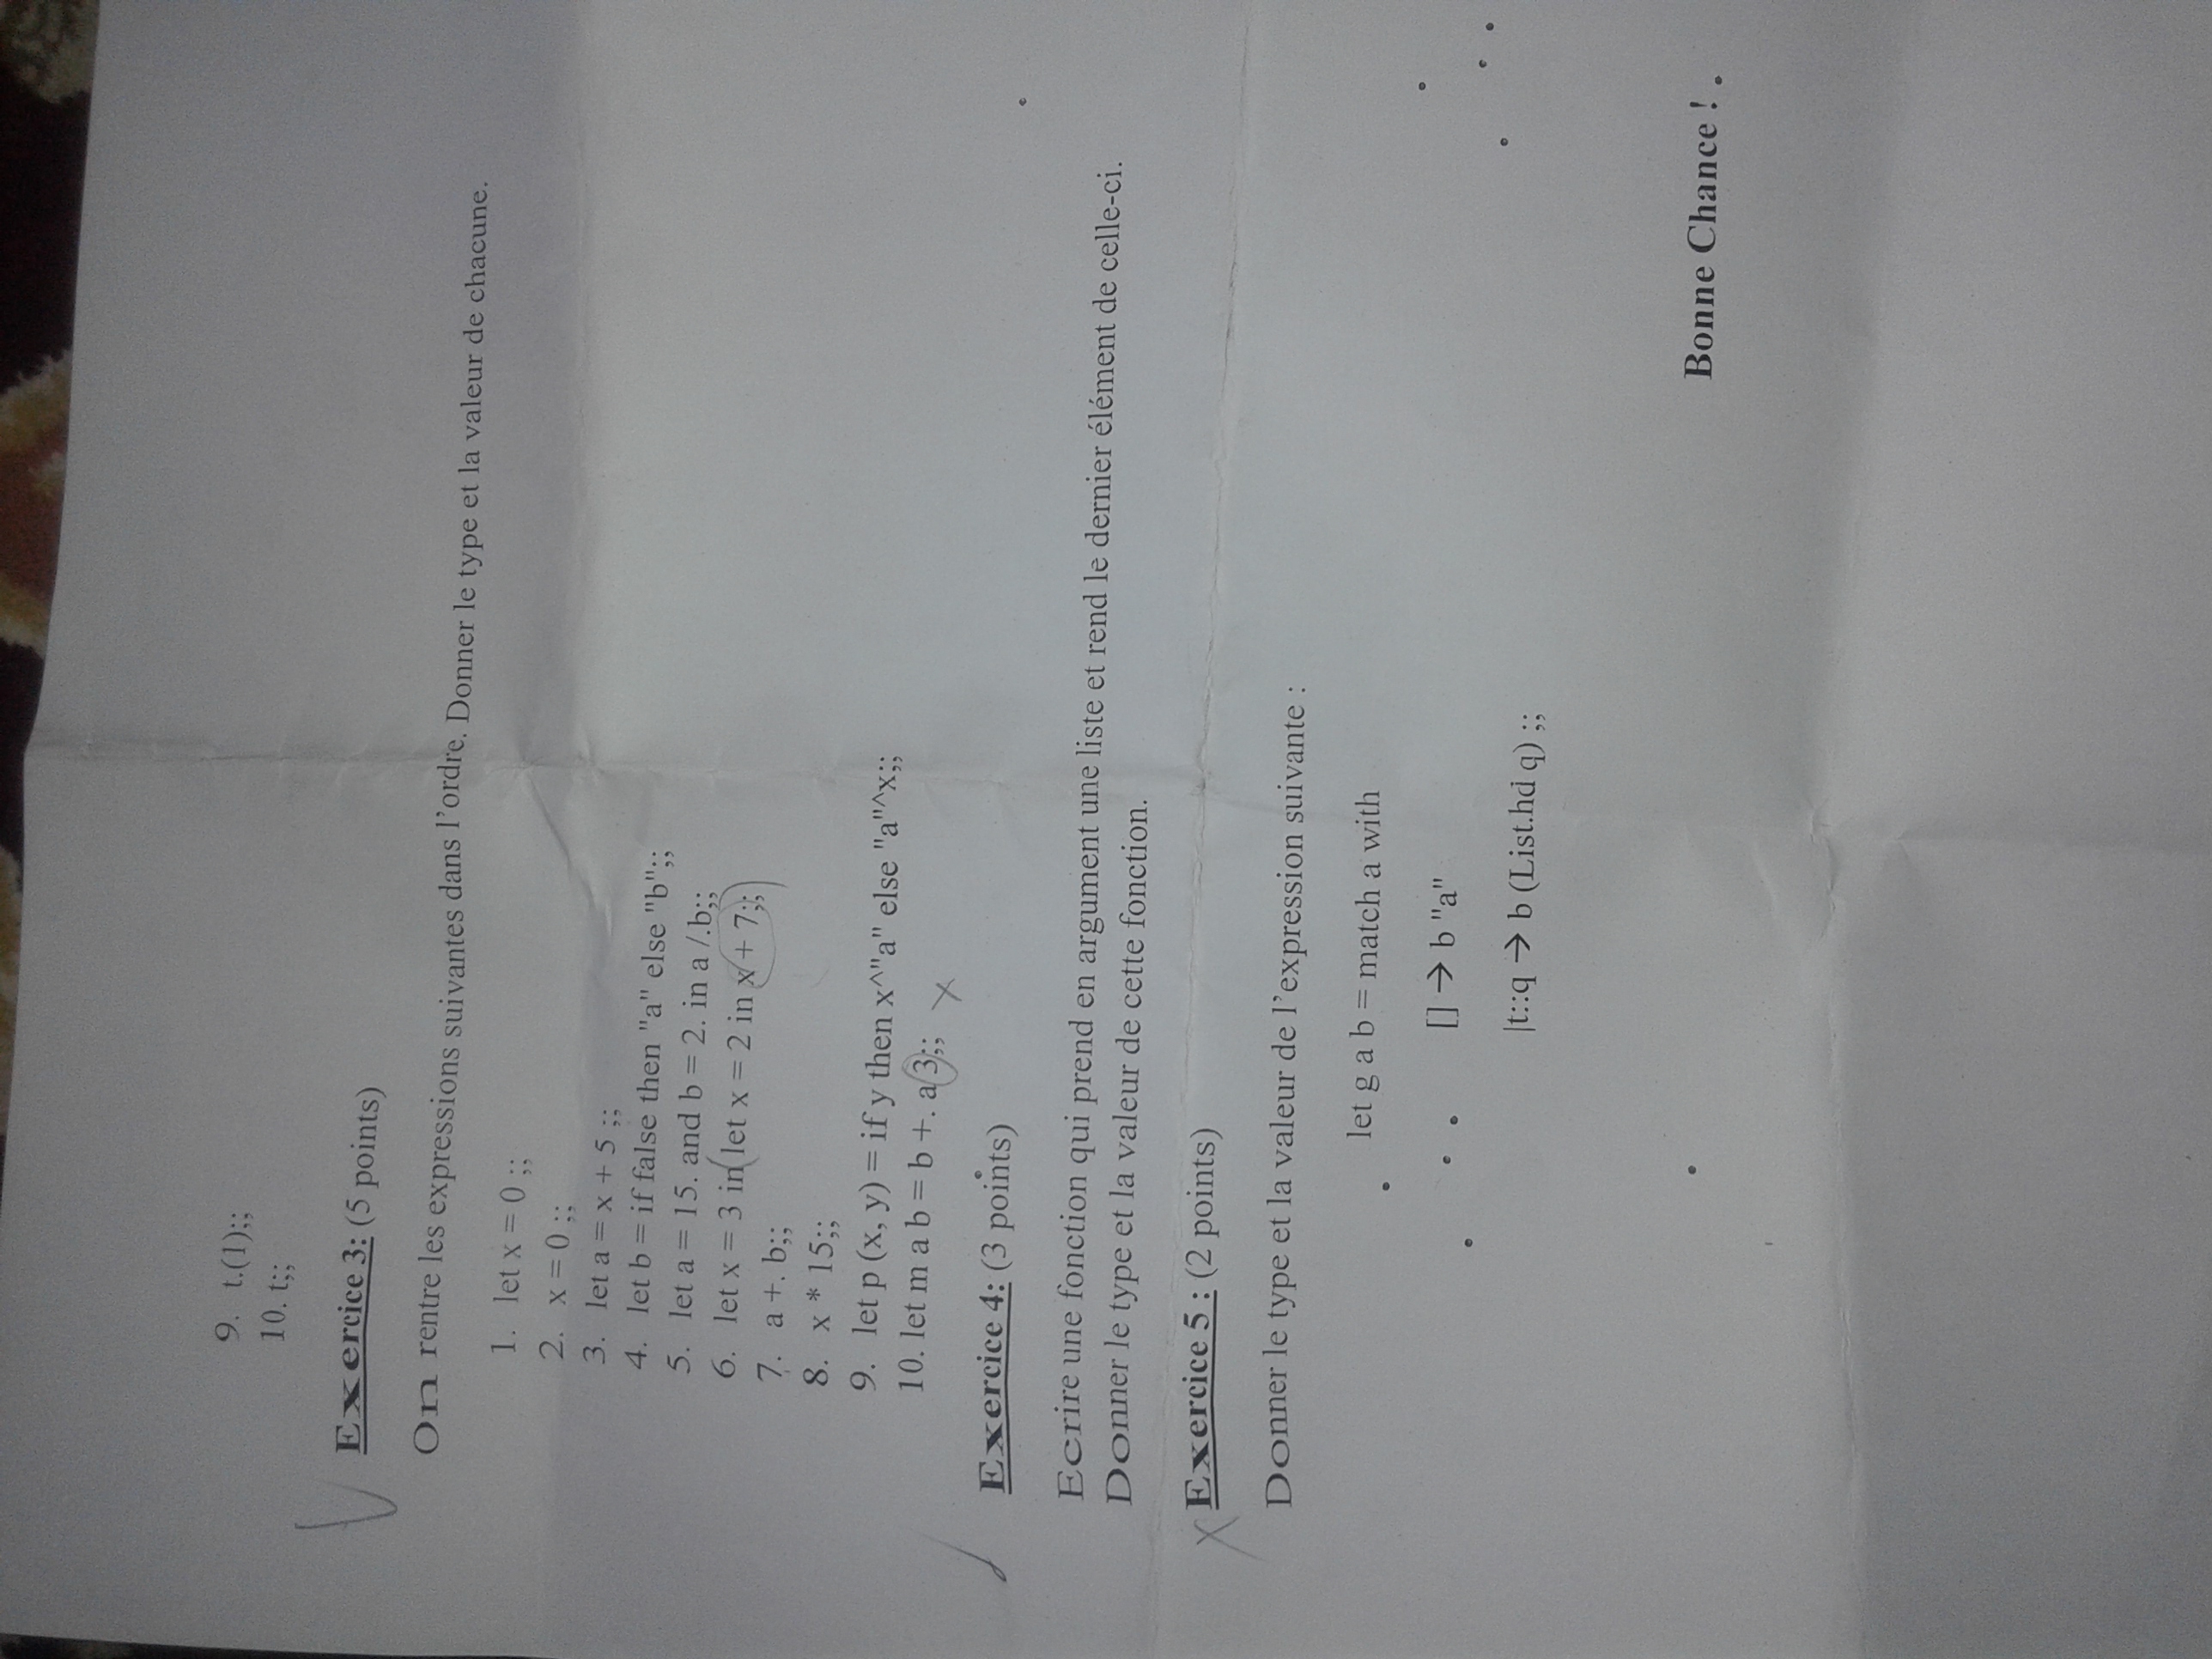 9. t.(1);;
10. t;;
Exercice 3: (5 points)
On rentre les expressions suivantes dans l'ordre. Donner le type et la valeur de chacune.
1. let x = 0 ;;
2. x = 0 ;;
3. let a = x + 5 ;;
4. let b = if false then "a" else "b";;
5. let a = 15. and b = 2. in a /.b;;
6. let x = 3 in let x = 2 in x + 7;;
7. a +. b;;
8. x * 15;;
9. let p (x, y) = if y then x^"a" else "a"^x;;
10. let m a b = b +. a 3;;
Exercice 4: (3 points)
Ecrire une fonction qui prend en argument une liste et rend le dernier élément de celle-ci.
Donner le type et la valeur de cette fonction.
Exercice 5 : (2 points)
Donner le type et la valeur de l'expression suivante :
let g a b = match a with
[] → b "a"
|t::q → b (List.hd q) ;;
Bonne Chance !